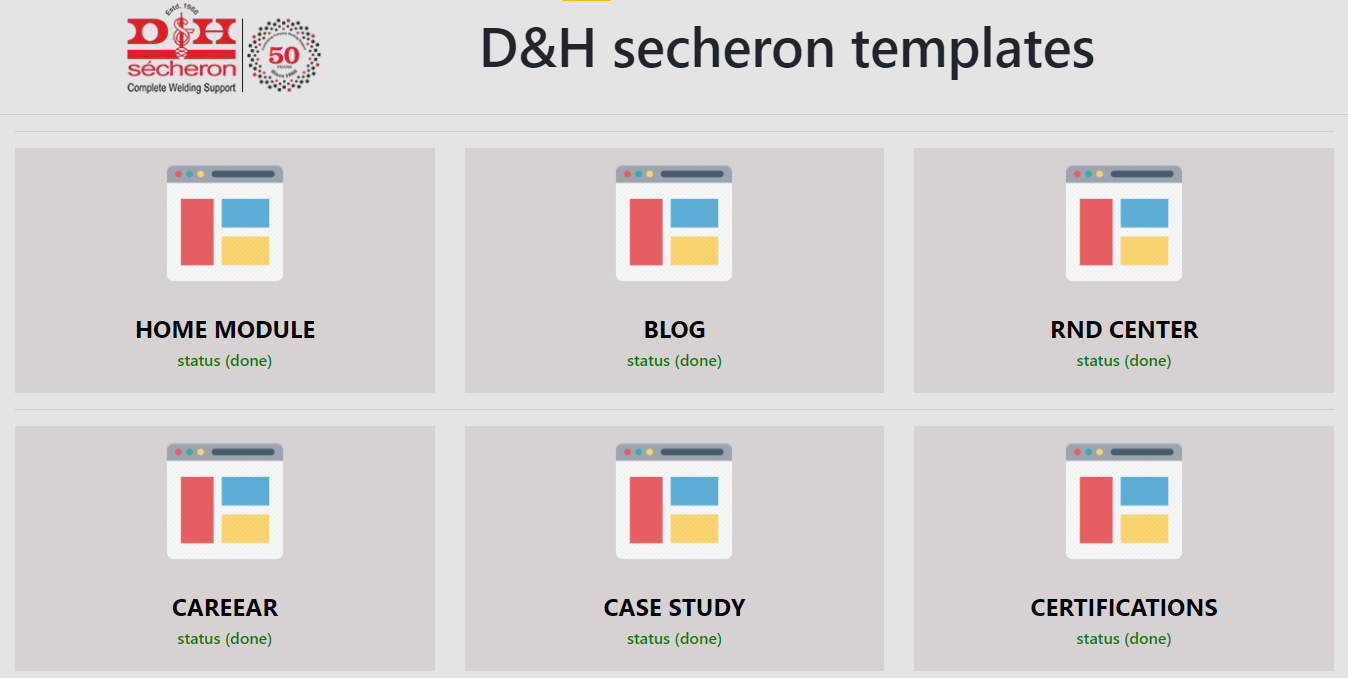 Estd. 1966
D&H secheron templates
D H
sécheron
50
YEARS
Complete Welding Support
HOME MODULE
BLOG
RND CENTER
status (done)
status (done)
status (done)
CAREEAR
CASE STUDY
CERTIFICATIONS
status (done)
status (done)
status (done)